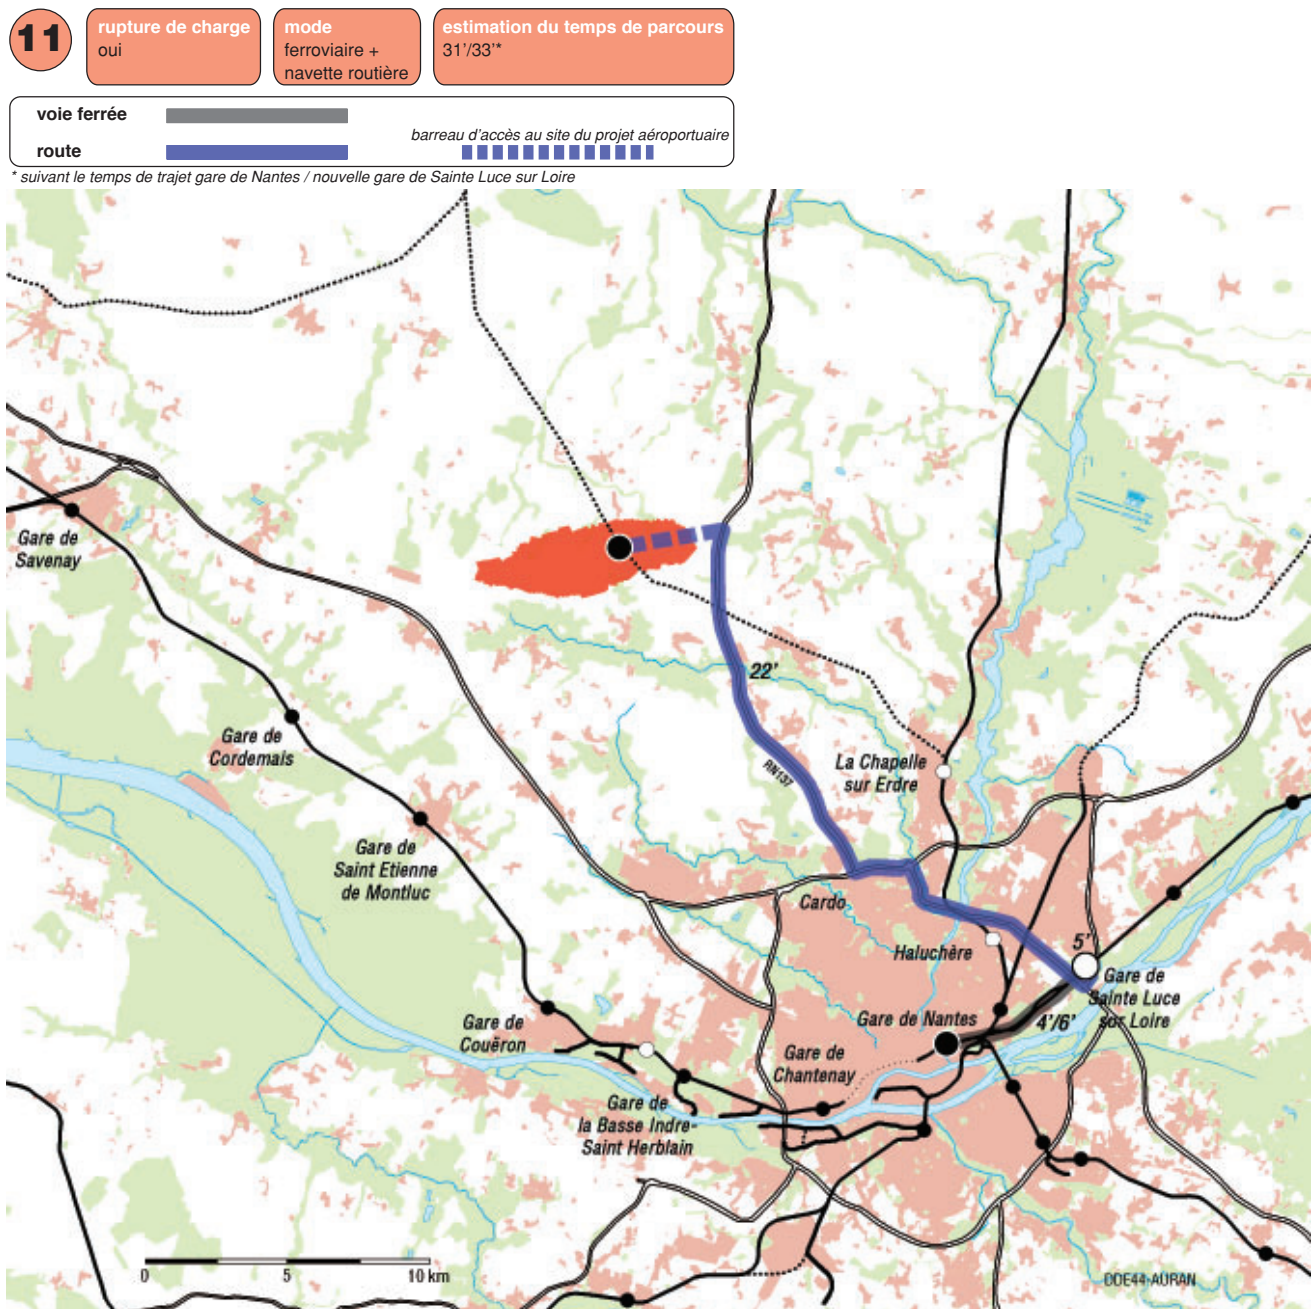 11
rupture de charge
oui
mode
ferroviaire +
navette routière
estimation du temps de parcours
31'/33'*
voie ferrée
route
barreau d'accès au site du projet aéroportuaire
* suivant le temps de trajet gare de Nantes / nouvelle gare de Sainte Luce sur Loire
Gare de
Savenay
22'
Gare de
Cordemais
RN137
La Chapelle
sur Erdre
Gare de
Saint Etienne
de Montluc
Cardo
Haluchère
5'
Gare de
Sainte Luce
sur Loire
4'/6'
Gare de Nantes
Gare de
Couëron
Gare de
Chantenay
Gare de
la Basse Indre-
Saint Herblain
0 5 10 km
DDE44-AURAN